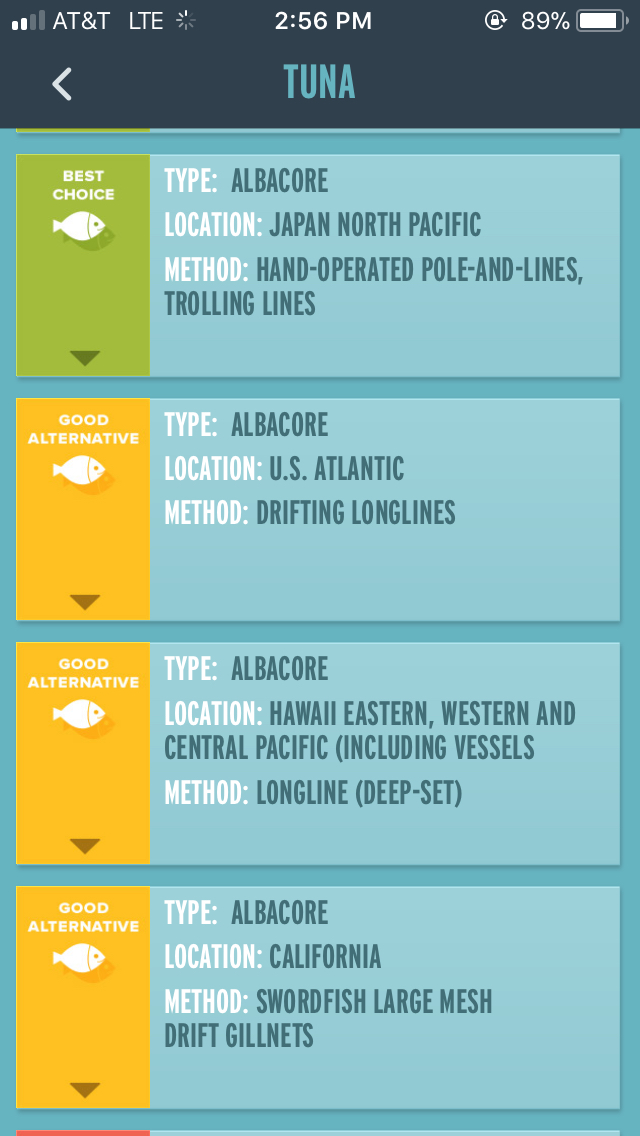 AT&T LTE 2:56 PM 89%
TUNA
BEST
CHOICE
TYPE: ALBACORE
LOCATION: JAPAN NORTH PACIFIC
METHOD: HAND-OPERATED POLE-AND-LINES,
TROLLING LINES
GOOD
ALTERNATIVE
TYPE: ALBACORE
LOCATION: U.S. ATLANTIC
METHOD: DRIFTING LONGLINES
GOOD
ALTERNATIVE
TYPE: ALBACORE
LOCATION: HAWAII EASTERN, WESTERN AND
CENTRAL PACIFIC (INCLUDING VESSELS
METHOD: LONGLINE (DEEP-SET)
GOOD
ALTERNATIVE
TYPE: ALBACORE
LOCATION: CALIFORNIA
METHOD: SWORDFISH LARGE MESH
DRIFT GILLNETS